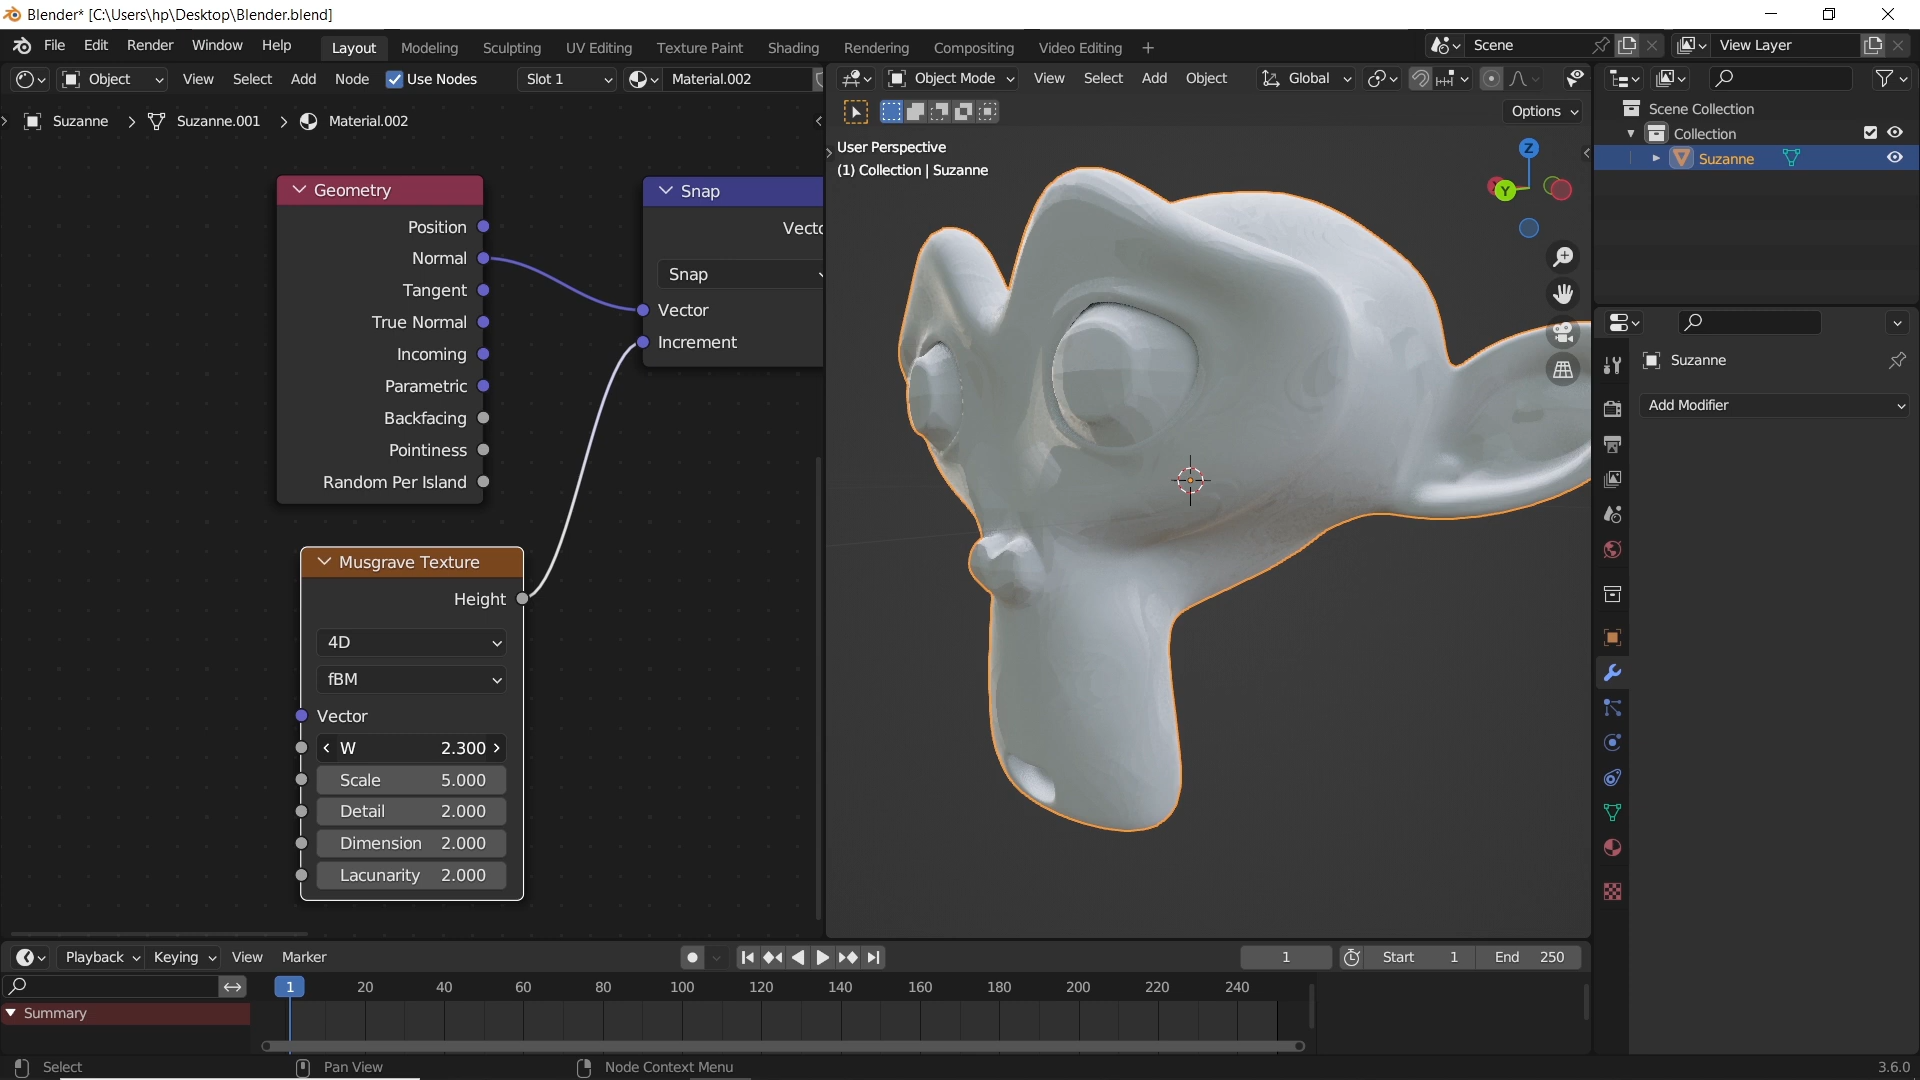 Blender* [C:\Users\hp\Desktop\Blender.blend]
File Edit Render Window Help Layout Modeling Sculpting UV Editing Texture Paint Shading Rendering Compositing Video Editing + Scene View Layer
Object View Select Add Node Use Nodes Slot 1 Material.002
Object Mode View Select Add Object Global
Options
Suzanne > Suzanne.001 > Material.002
User Perspective
(1) Collection | Suzanne
Z
Y
Scene Collection
Collection
Suzanne
Suzanne
Add Modifier
Geometry
Position
Normal
Tangent
True Normal
Incoming
Parametric
Backfacing
Pointiness
Random Per Island
Snap
Vecto
Snap
Vector
Increment
Musgrave Texture
Height
4D
fBM
Vector
W 2.300
Scale 5.000
Detail 2.000
Dimension 2.000
Lacunarity 2.000
Playback Keying View Marker 1 Start 1 End 250
1 20 40 60 80 100 120 140 160 180 200 220 240
Summary
Select Pan View Node Context Menu 3.6.0